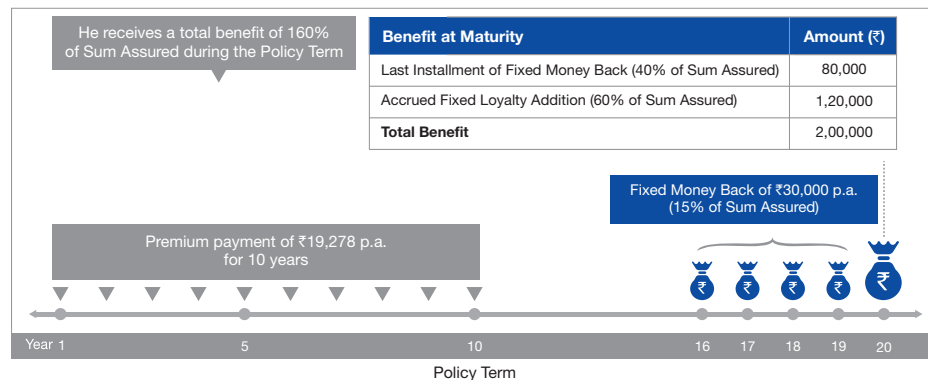 He receives a total benefit of 160%
of Sum Assured during the Policy Term
Benefit at Maturity Amount (₹)
Last Installment of Fixed Money Back (40% of Sum Assured) 80,000
Accrued Fixed Loyalty Addition (60% of Sum Assured) 1,20,000
Total Benefit 2,00,000
Fixed Money Back of ₹30,000 p.a.
(15% of Sum Assured)
Premium payment of ₹19,278 p.a.
for 10 years
₹ ₹ ₹ ₹ ₹
Year 1 5 10 16 17 18 19 20
Policy Term